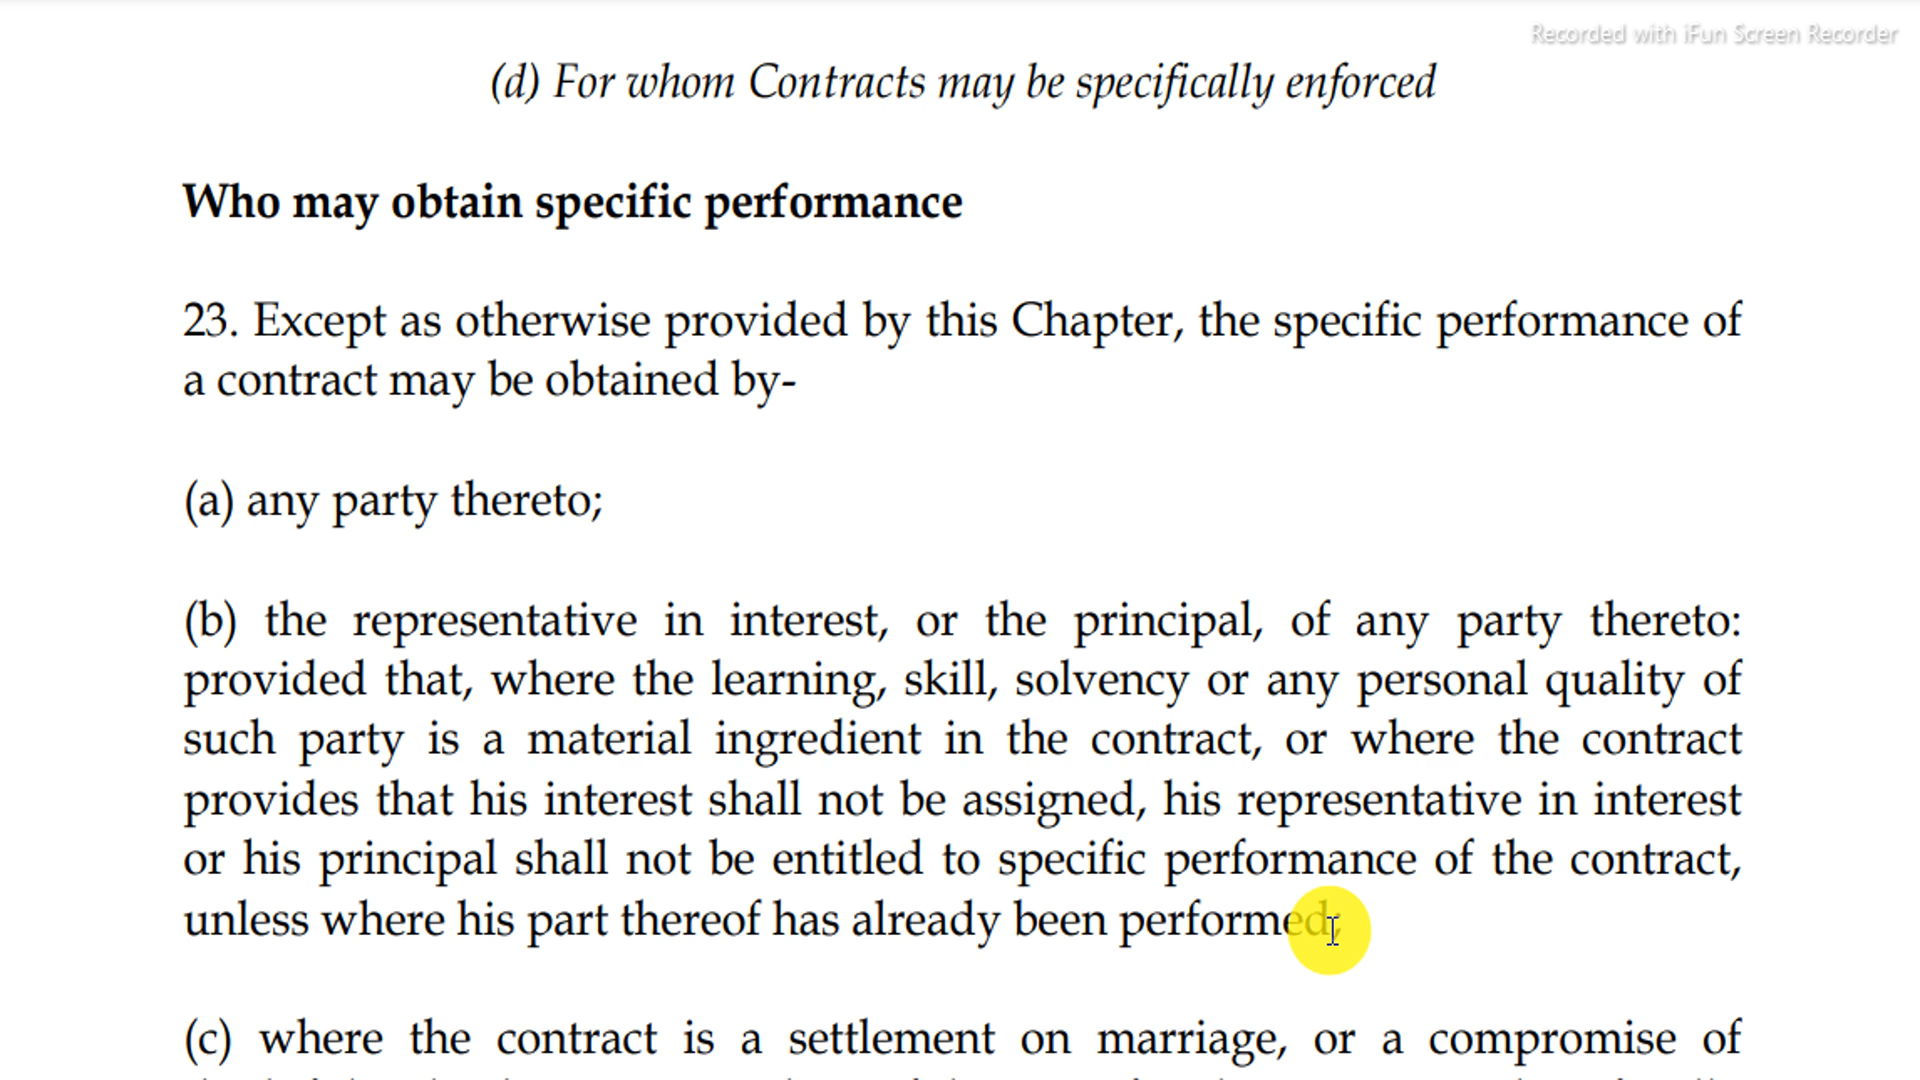 Recorded with iFun Screen Recorder
(d) For whom Contracts may be specifically enforced
Who may obtain specific performance
23. Except as otherwise provided by this Chapter, the specific performance of
a contract may be obtained by-
(a) any party thereto;
(b) the representative in interest, or the principal, of any party thereto:
provided that, where the learning, skill, solvency or any personal quality of
such party is a material ingredient in the contract, or where the contract
provides that his interest shall not be assigned, his representative in interest
or his principal shall not be entitled to specific performance of the contract,
unless where his part thereof has already been performed;
(c) where the contract is a settlement on marriage, or a compromise of